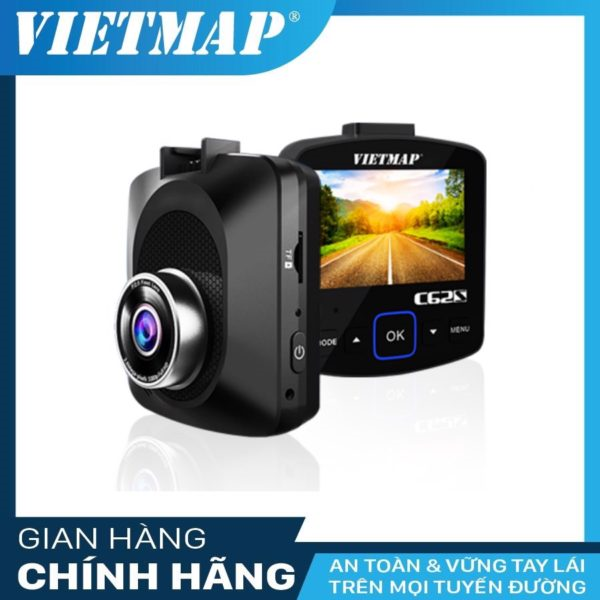 VIETMAP®
VIETMAP®
TF
C62S
MODE
OK
MENU
GIAN HÀNG
CHÍNH HÃNG
AN TOÀN & VỮNG TAY LÁI
TRÊN MỌI TUYẾN ĐƯỜNG